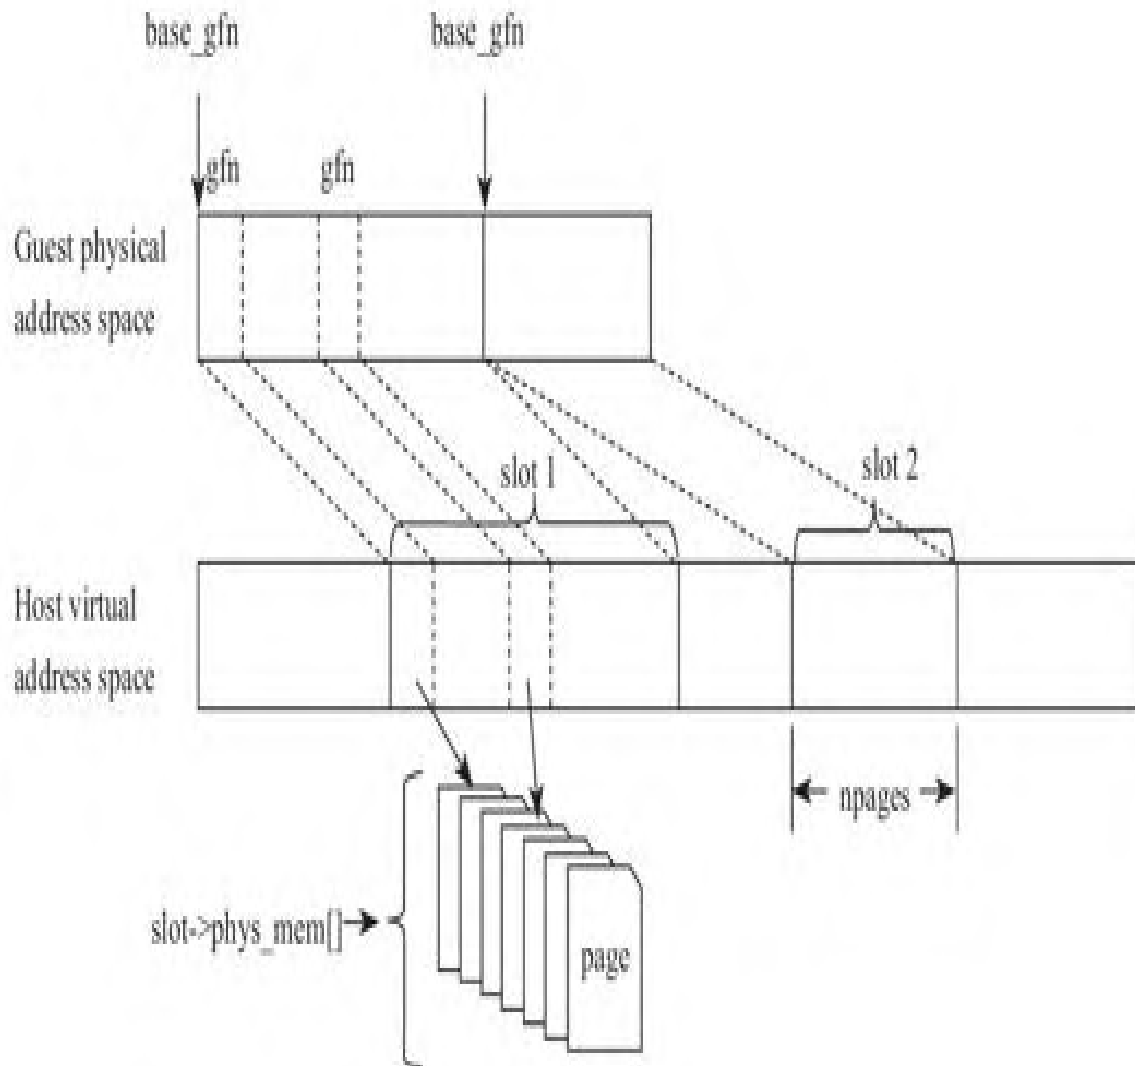 base_gfn
base_gfn
gfn
gfn
Guest physical
address space
slot 1
slot 2
Host virtual
address space
npages
slot->phys_mem[]
page